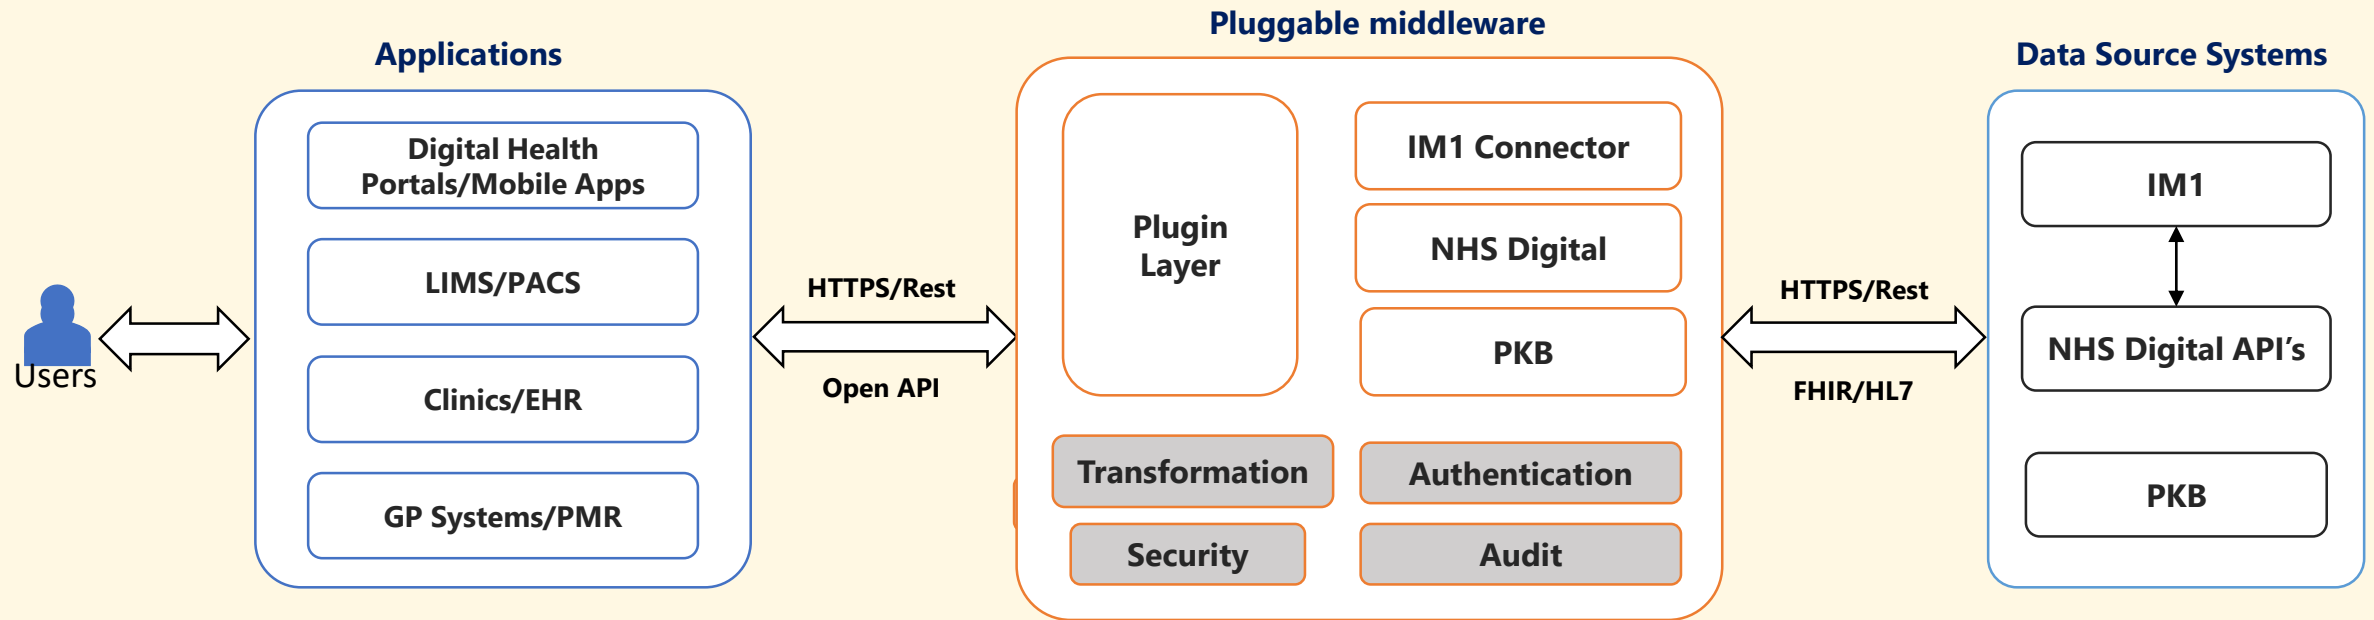 Pluggable middleware
Applications
Data Source Systems
Digital Health
Portals/Mobile Apps
LIMS/PACS
Clinics/EHR
GP Systems/PMR
Users
HTTPS/Rest
Open API
Plugin
Layer
IM1 Connector
NHS Digital
PKB
Transformation
Authentication
Security
Audit
HTTPS/Rest
FHIR/HL7
IM1
NHS Digital API’s
PKB